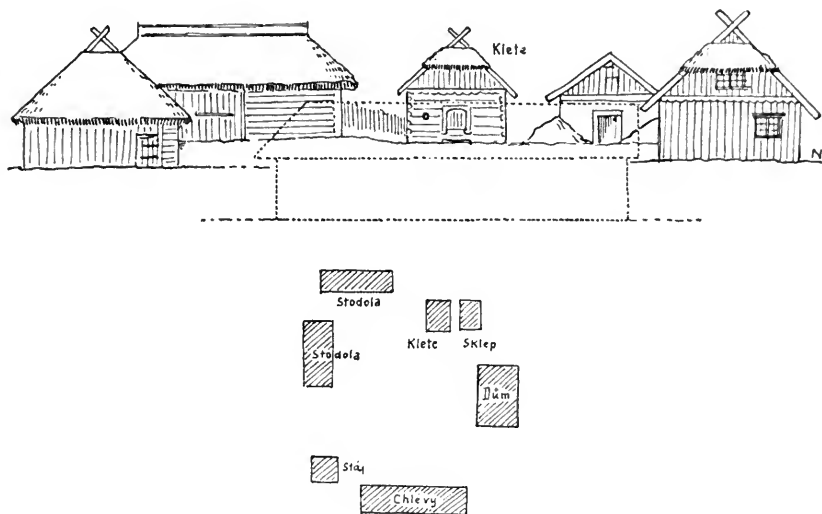 Klete
N
Stodola
Klete
Sklep
Stodola
Dům
Stáj
Chlevy